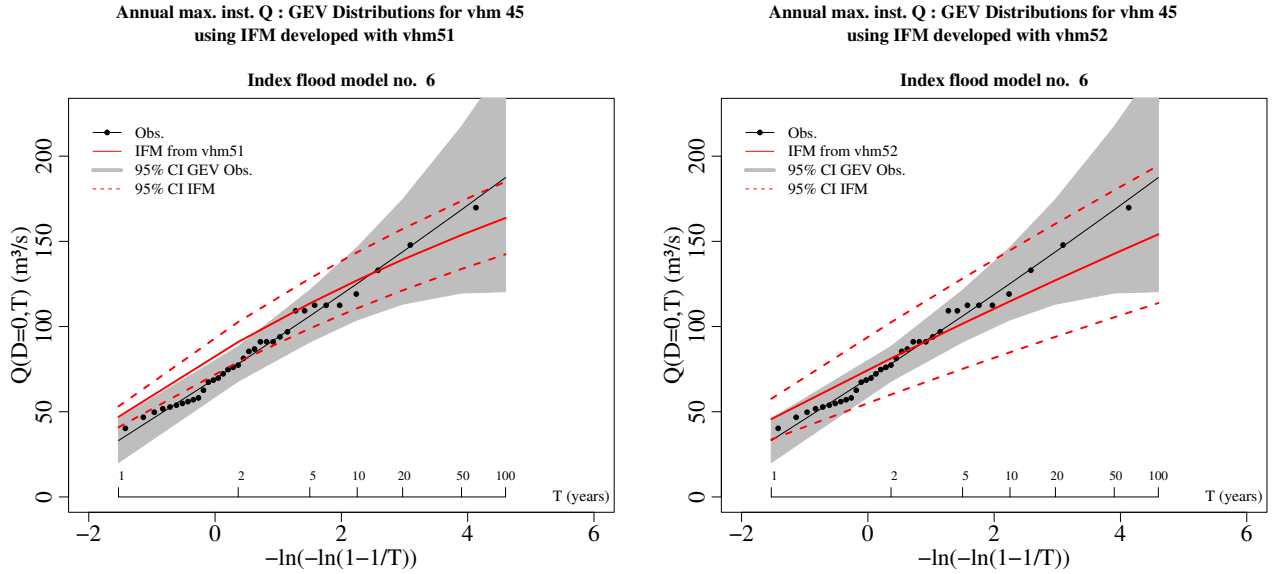 Annual max. inst. Q : GEV Distributions for vhm 45
using IFM developed with vhm51
Index flood model no. 6
Obs.
IFM from vhm51
95% CI GEV Obs.
95% CI IFM
Q(D=0,T) (m³/s)
200
150
100
50
0
1 2 5 10 20 50 100
T (years)
−2 0 2 4 6
−ln(−ln(1−1/T))
Annual max. inst. Q : GEV Distributions for vhm 45
using IFM developed with vhm52
Index flood model no. 6
Obs.
IFM from vhm52
95% CI GEV Obs.
95% CI IFM
Q(D=0,T) (m³/s)
200
150
100
50
0
1 2 5 10 20 50 100
T (years)
−2 0 2 4 6
−ln(−ln(1−1/T))